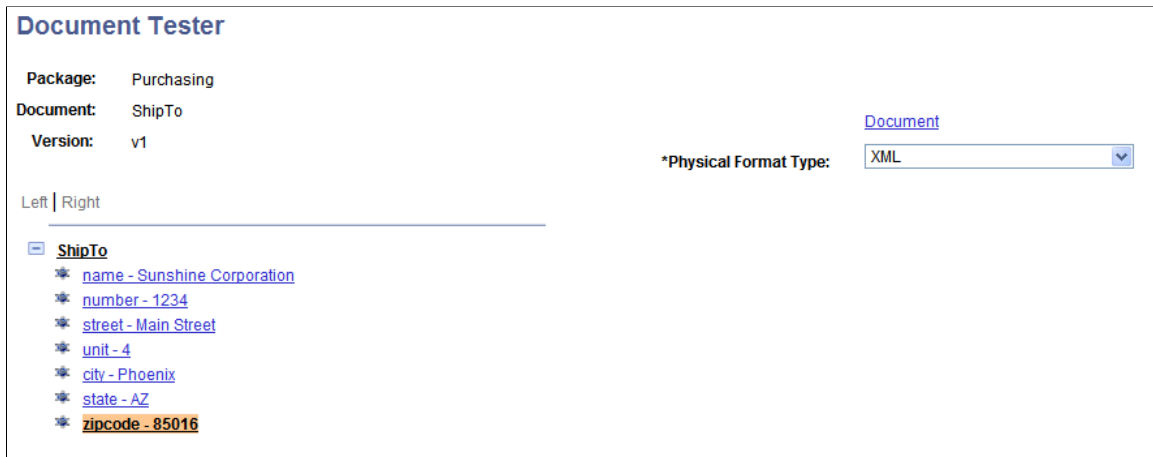 Document Tester
Package: Purchasing
Document: ShipTo
Version: v1
Document
*Physical Format Type: XML
Left | Right
ShipTo
name - Sunshine Corporation
number - 1234
street - Main Street
unit - 4
city - Phoenix
state - AZ
zipcode - 85016